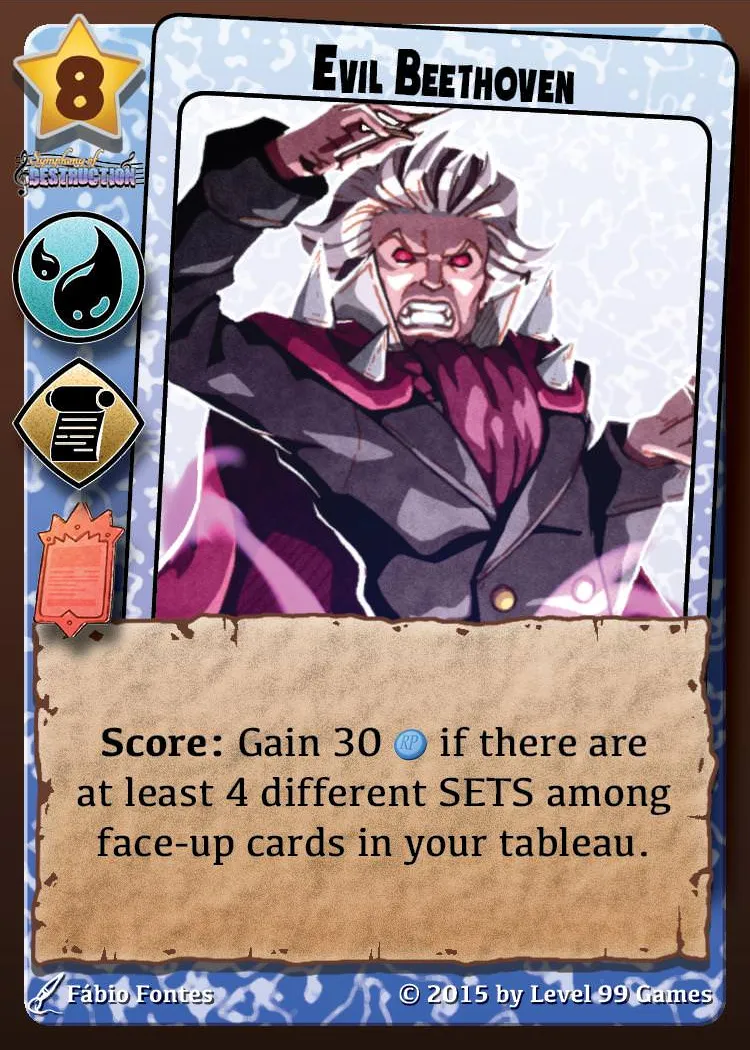 8
Evil Beethoven
Symphony of
DESTRUCTION
Score: Gain 30 RP if there are
at least 4 different SETS among
face-up cards in your tableau.
Fábio Fontes
© 2015 by Level 99 Games